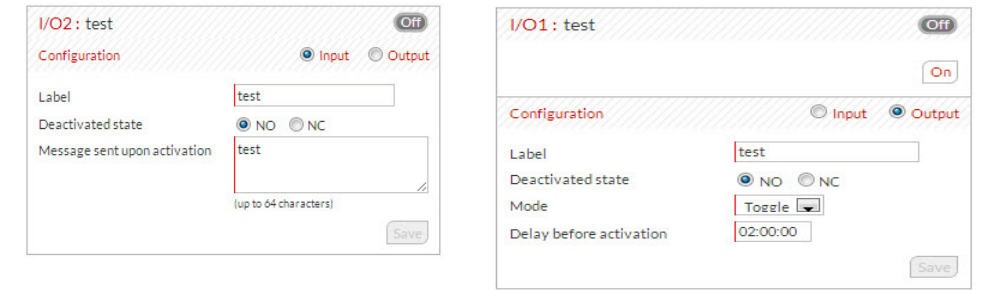 I/O2 : test Off
Configuration Input Output
Label test
Deactivated state NO NC
Message sent upon activation test
(up to 64 characters)
Save
I/O1 : test Off
On
Configuration Input Output
Label test
Deactivated state NO NC
Mode Toggle
Delay before activation 02:00:00
Save